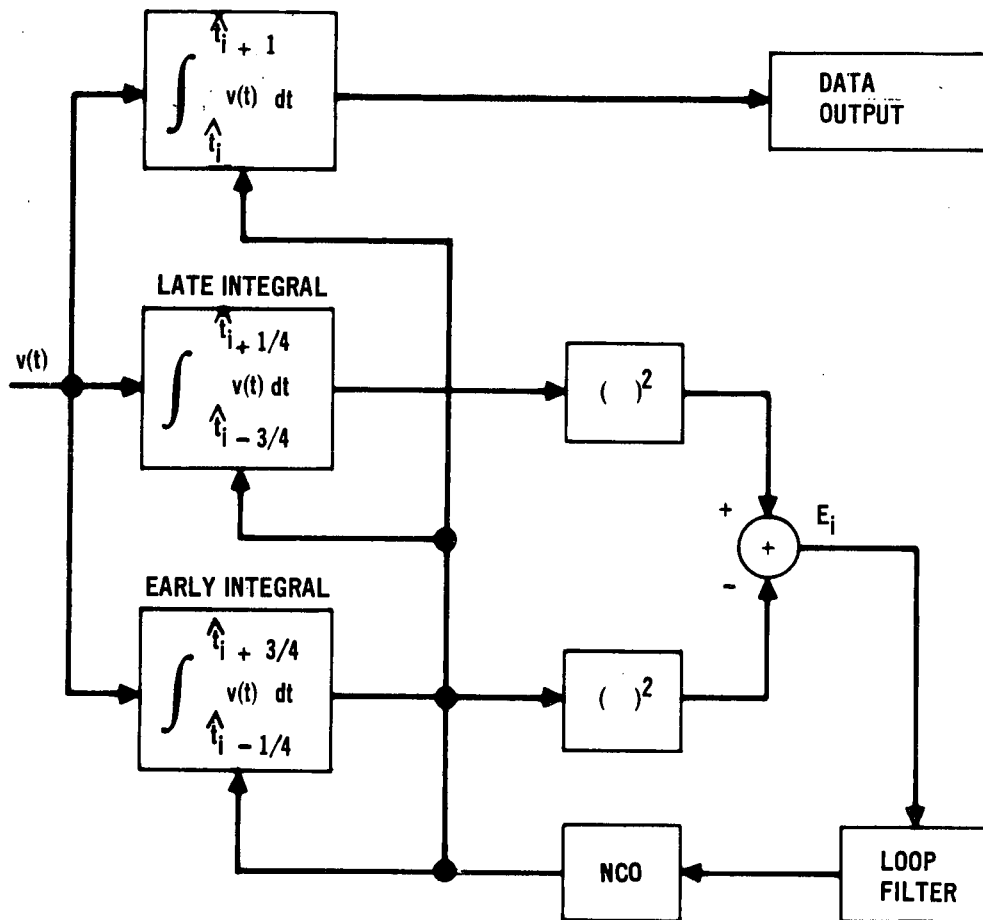 t̂i + 1
∫ v(t) dt
t̂i
DATA
OUTPUT
LATE INTEGRAL
t̂i + 1/4
v(t)
∫ v(t) dt
t̂i - 3/4
( )²
+
+
Ei
-
EARLY INTEGRAL
t̂i + 3/4
∫ v(t) dt
t̂i - 1/4
( )²
NCO
LOOP
FILTER